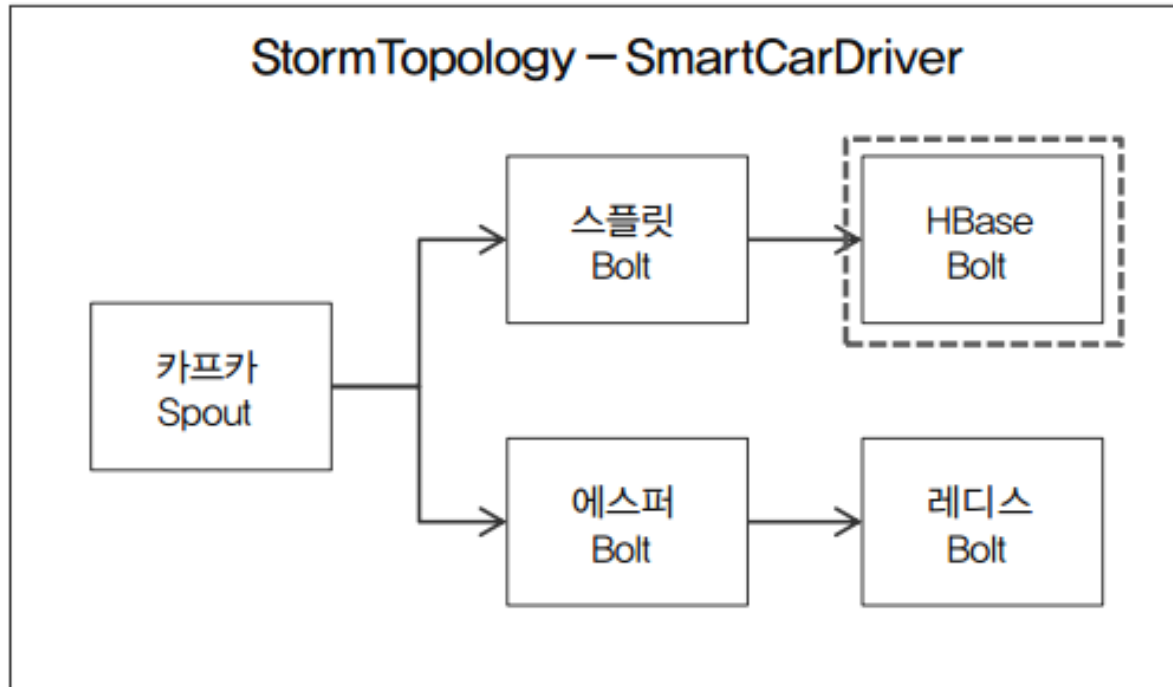 StormTopology – SmartCarDriver
카프카
Spout
스플릿
Bolt
HBase
Bolt
에스퍼
Bolt
레디스
Bolt